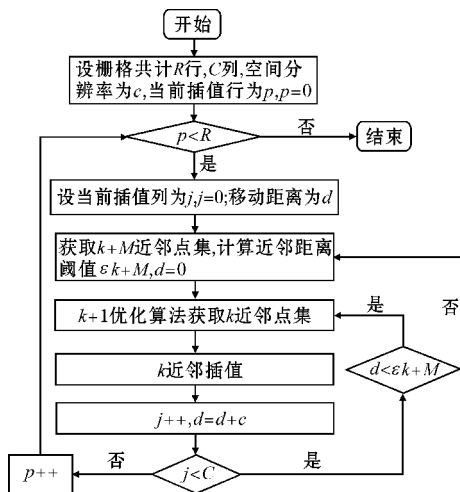 开始
设栅格共计R行,C列,空间分
辨率为c,当前插值行为p,p=0
p<R
否
结束
是
设当前插值列为j,j=0;移动距离为d
获取k+M近邻点集,计算近邻距离
阈值εk+M,d=0
是
否
k+1优化算法获取k近邻点集
d<εk+M
k近邻插值
j++,d=d+c
否
是
p++
j<C